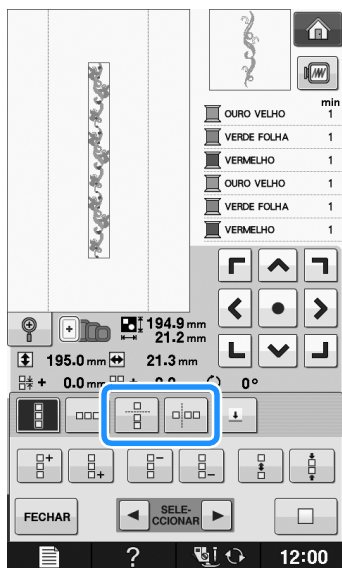 min
OURO VELHO 1
VERDE FOLHA 1
VERMELHO 1
OURO VELHO 1
VERDE FOLHA 1
VERMELHO 1
194.9 mm
21.2 mm
195.0 mm 21.3 mm
+ 0.0 mm 0°
FECHAR
SELE-
CCIONAR
? 12:00